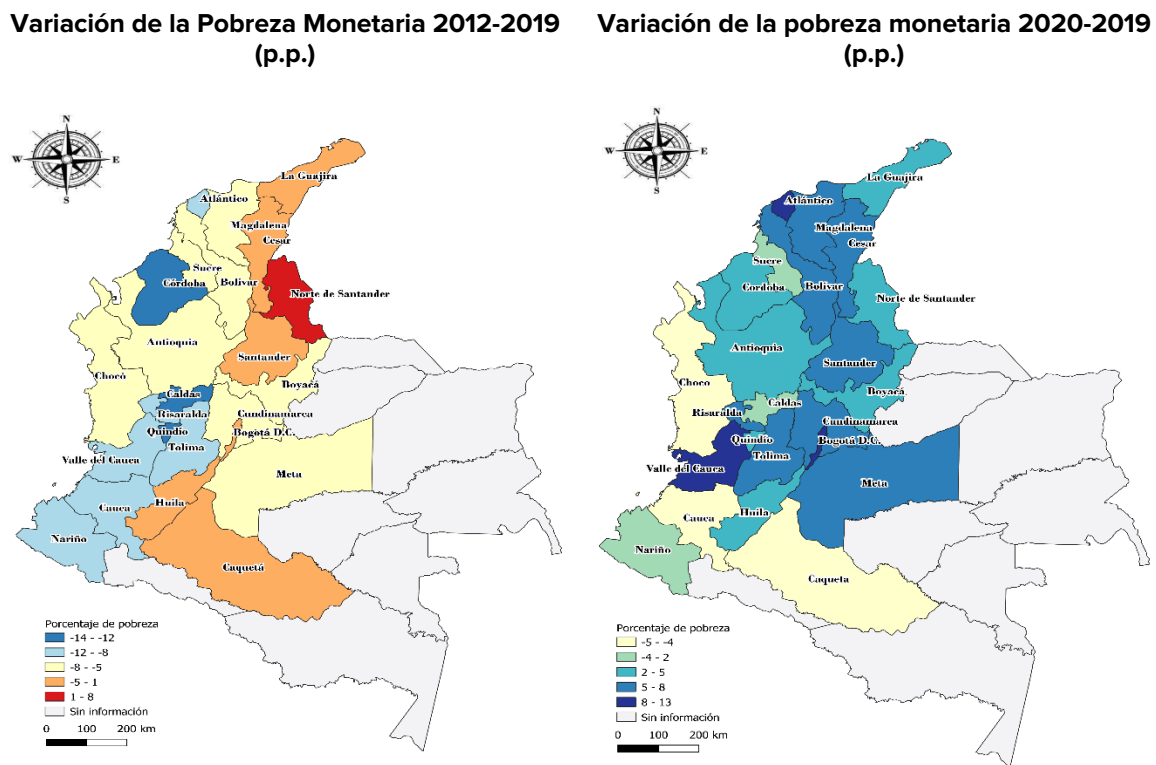 Variación de la Pobreza Monetaria 2012-2019
(p.p.)
N
W
E
S
La Guajira
Atlántico
Magdalena
Cesar
Sucre
Córdoba
Bolívar
Norte de Santander
Antioquia
Santander
Chocò
Boyacá
Caldas
Risaralda
Cundinamarca
Quindío
Bogotá D.C.
Tolima
Valle del Cauca
Meta
Huila
Cauca
Nariño
Caquetá
Porcentaje de pobreza
-14 - -12
-12 - -8
-8 - -5
-5 - 1
1 - 8
Sin información
0 100 200 km
Variación de la pobreza monetaria 2020-2019
(p.p.)
N
W
E
S
La Guajira
Atlántico
Magdalena
Cesar
Sucre
Córdoba
Bolívar
Norte de Santander
Antioquia
Santander
Choco
Boyacá
Caldas
Risaralda
Cundinamarca
Quindío
Bogotá D.C.
Tolima
Valle del Cauca
Meta
Huila
Cauca
Nariño
Caqueta
Porcentaje de pobreza
-5 - -4
-4 - 2
2 - 5
5 - 8
8 - 13
Sin información
0 100 200 km